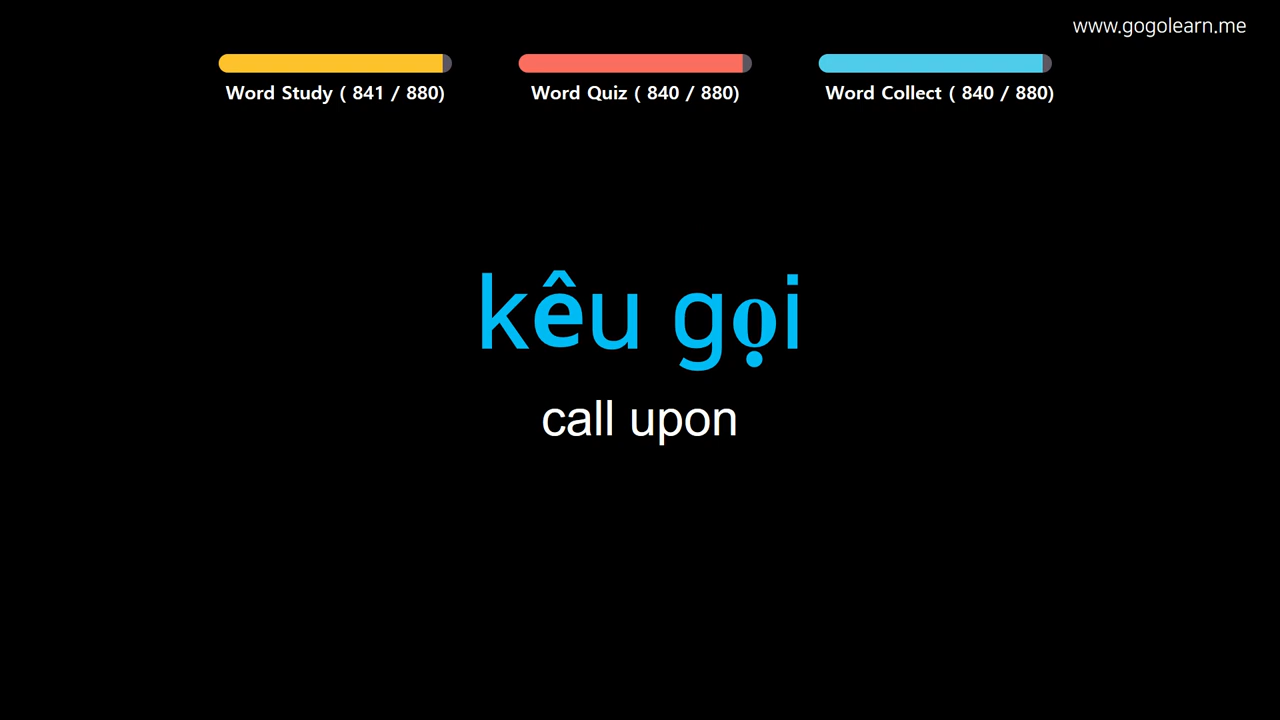 www.gogolearn.me
Word Study ( 841 / 880)
Word Quiz ( 840 / 880)
Word Collect ( 840 / 880)
kêu gọi
call upon